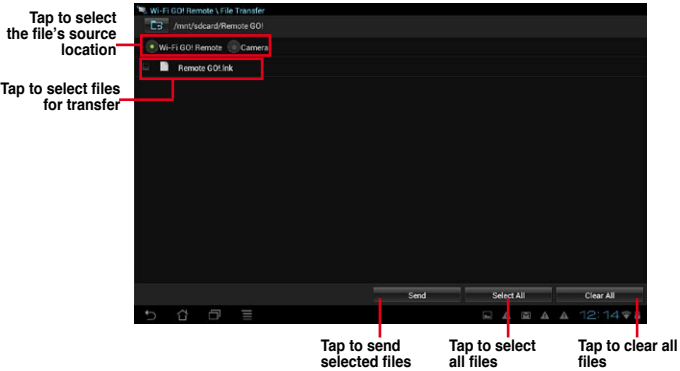 Tap to select
the file's source
location
Tap to select files
for transfer
Wi-Fi GO! Remote \ File Transfer
/mnt/sdcard/Remote GO!
Wi-Fi GO! Remote Camera
Remote GO!.lnk
Send Select All Clear All
12:14
Tap to send
selected files
Tap to select
all files
Tap to clear all
files